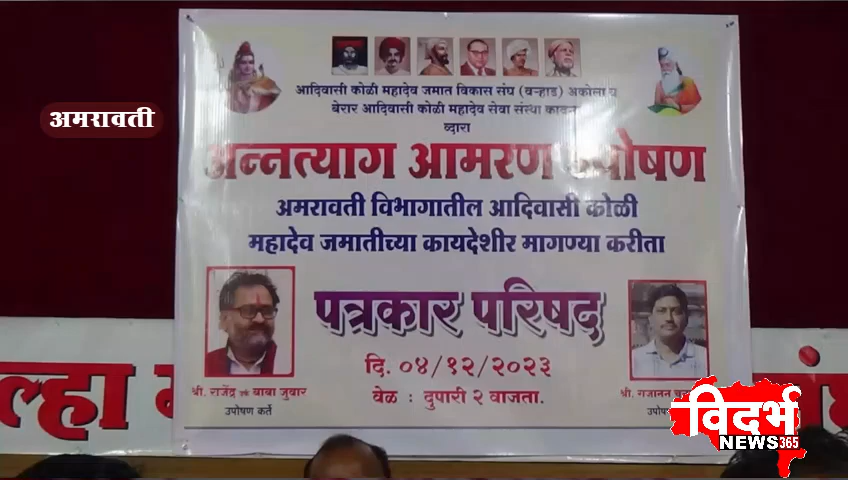 अमरावती
आदिवासी कोळी महादेव जमात विकास संघ (वऱ्हाड) अकोला
बेरार आदिवासी कोळी महादेव सेवा संस्था
व्दारा
अन्नत्याग आमरण उपोषण
अमरावती विभागातील आदिवासी कोळी
महादेव जमातीच्या कायदेशीर मागण्या करीता
पत्रकार परिषद
दि. ०४/१२/२०२३
वेळ : दुपारी २ वाजता.
श्री. राजेंद्र उर्फ बाबा जुवार
उपोषण कर्ते
श्री. गजानन
विदर्भ
NEWS365